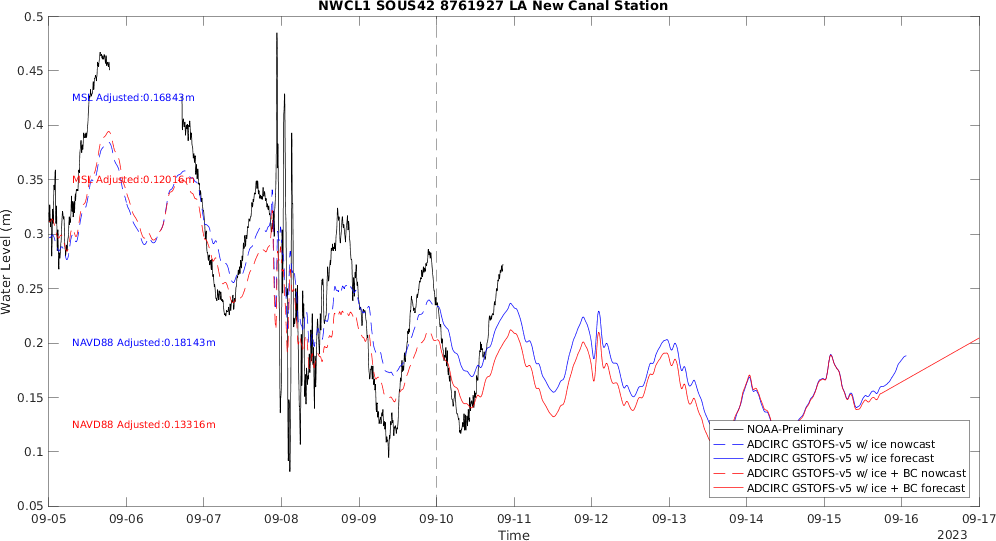 NWCL1 SOUS42 8761927 LA New Canal Station
0.5
0.45
0.4
0.35
0.3
0.25
0.2
0.15
0.1
0.05
Water Level (m)
MSL Adjusted:0.16843m
MSL Adjusted:0.12016m
NAVD88 Adjusted:0.18143m
NAVD88 Adjusted:0.13316m
NOAA-Preliminary
ADCIRC GSTOFS-v5 w/ ice nowcast
ADCIRC GSTOFS-v5 w/ ice forecast
ADCIRC GSTOFS-v5 w/ ice + BC nowcast
ADCIRC GSTOFS-v5 w/ ice + BC forecast
09-05 09-06 09-07 09-08 09-09 09-10 09-11 09-12 09-13 09-14 09-15 09-16 09-17
Time
2023